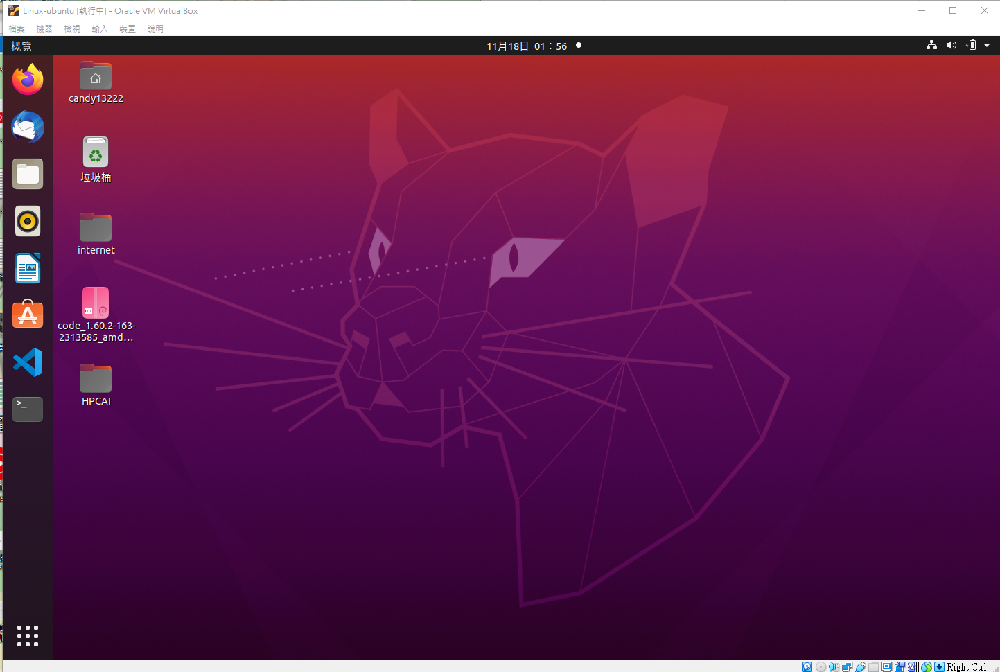 Linux-ubuntu [執行中] - Oracle VM VirtualBox
檔案 機器 檢視 輸入 裝置 說明
概覽
11月18日 01：56
candy13222
垃圾桶
internet
code_1.60.2-163-
2313585_amd...
HPCAI
Right Ctrl